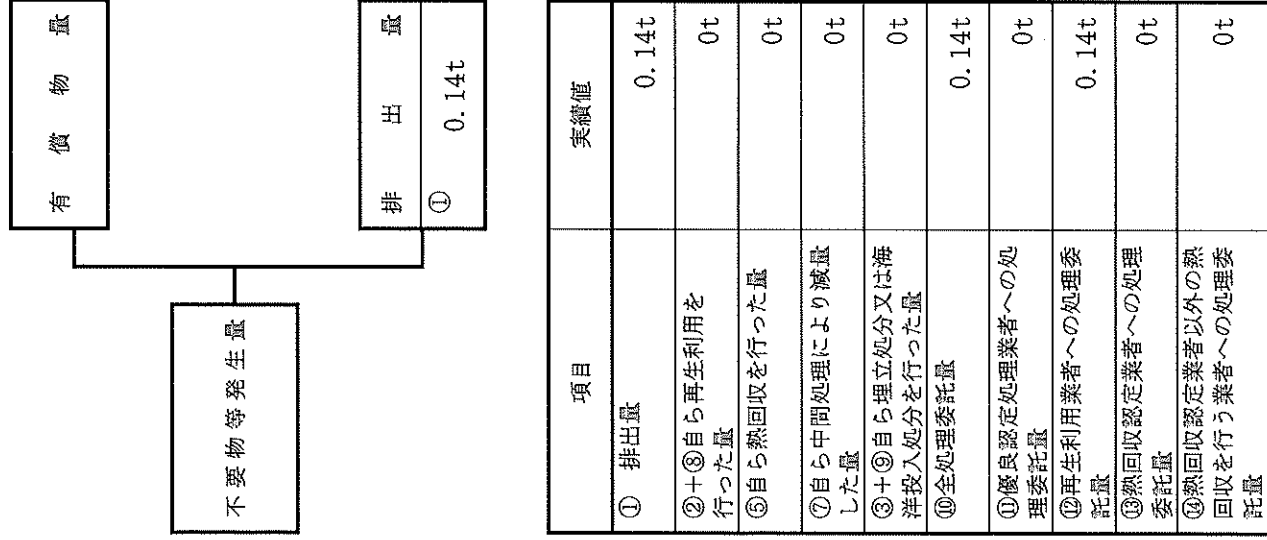 有償物量
不要物等発生量
排出量
① 0.14t
項目 実績値
① 排出量 0.14t
②+⑧自ら再生利用を
行った量 0t
⑤自ら熱回収を行った量 0t
⑦自ら中間処理により減量
した量 0t
③+⑨自ら埋立処分又は海
洋投入処分を行った量 0t
⑩全処理委託量 0.14t
⑪優良認定処理業者への処
理委託量 0t
⑫再生利用業者への処理委
託量 0.14t
⑬熱回収認定業者への処理
委託量 0t
⑭熱回収認定業者以外の熱
回収を行う業者への処理委
託量 0t